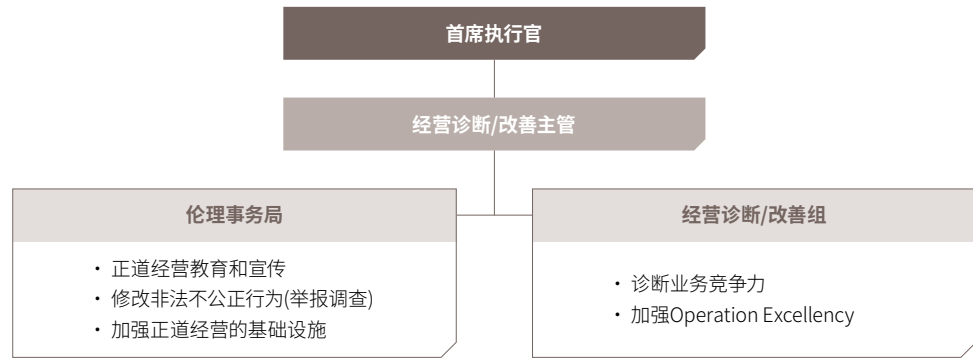 首席执行官
经营诊断/改善主管
伦理事务局
・ 正道经营教育和宣传
・ 修改非法不公正行为(举报调查)
・ 加强正道经营的基础设施
经营诊断/改善组
・ 诊断业务竞争力
・ 加强Operation Excellency